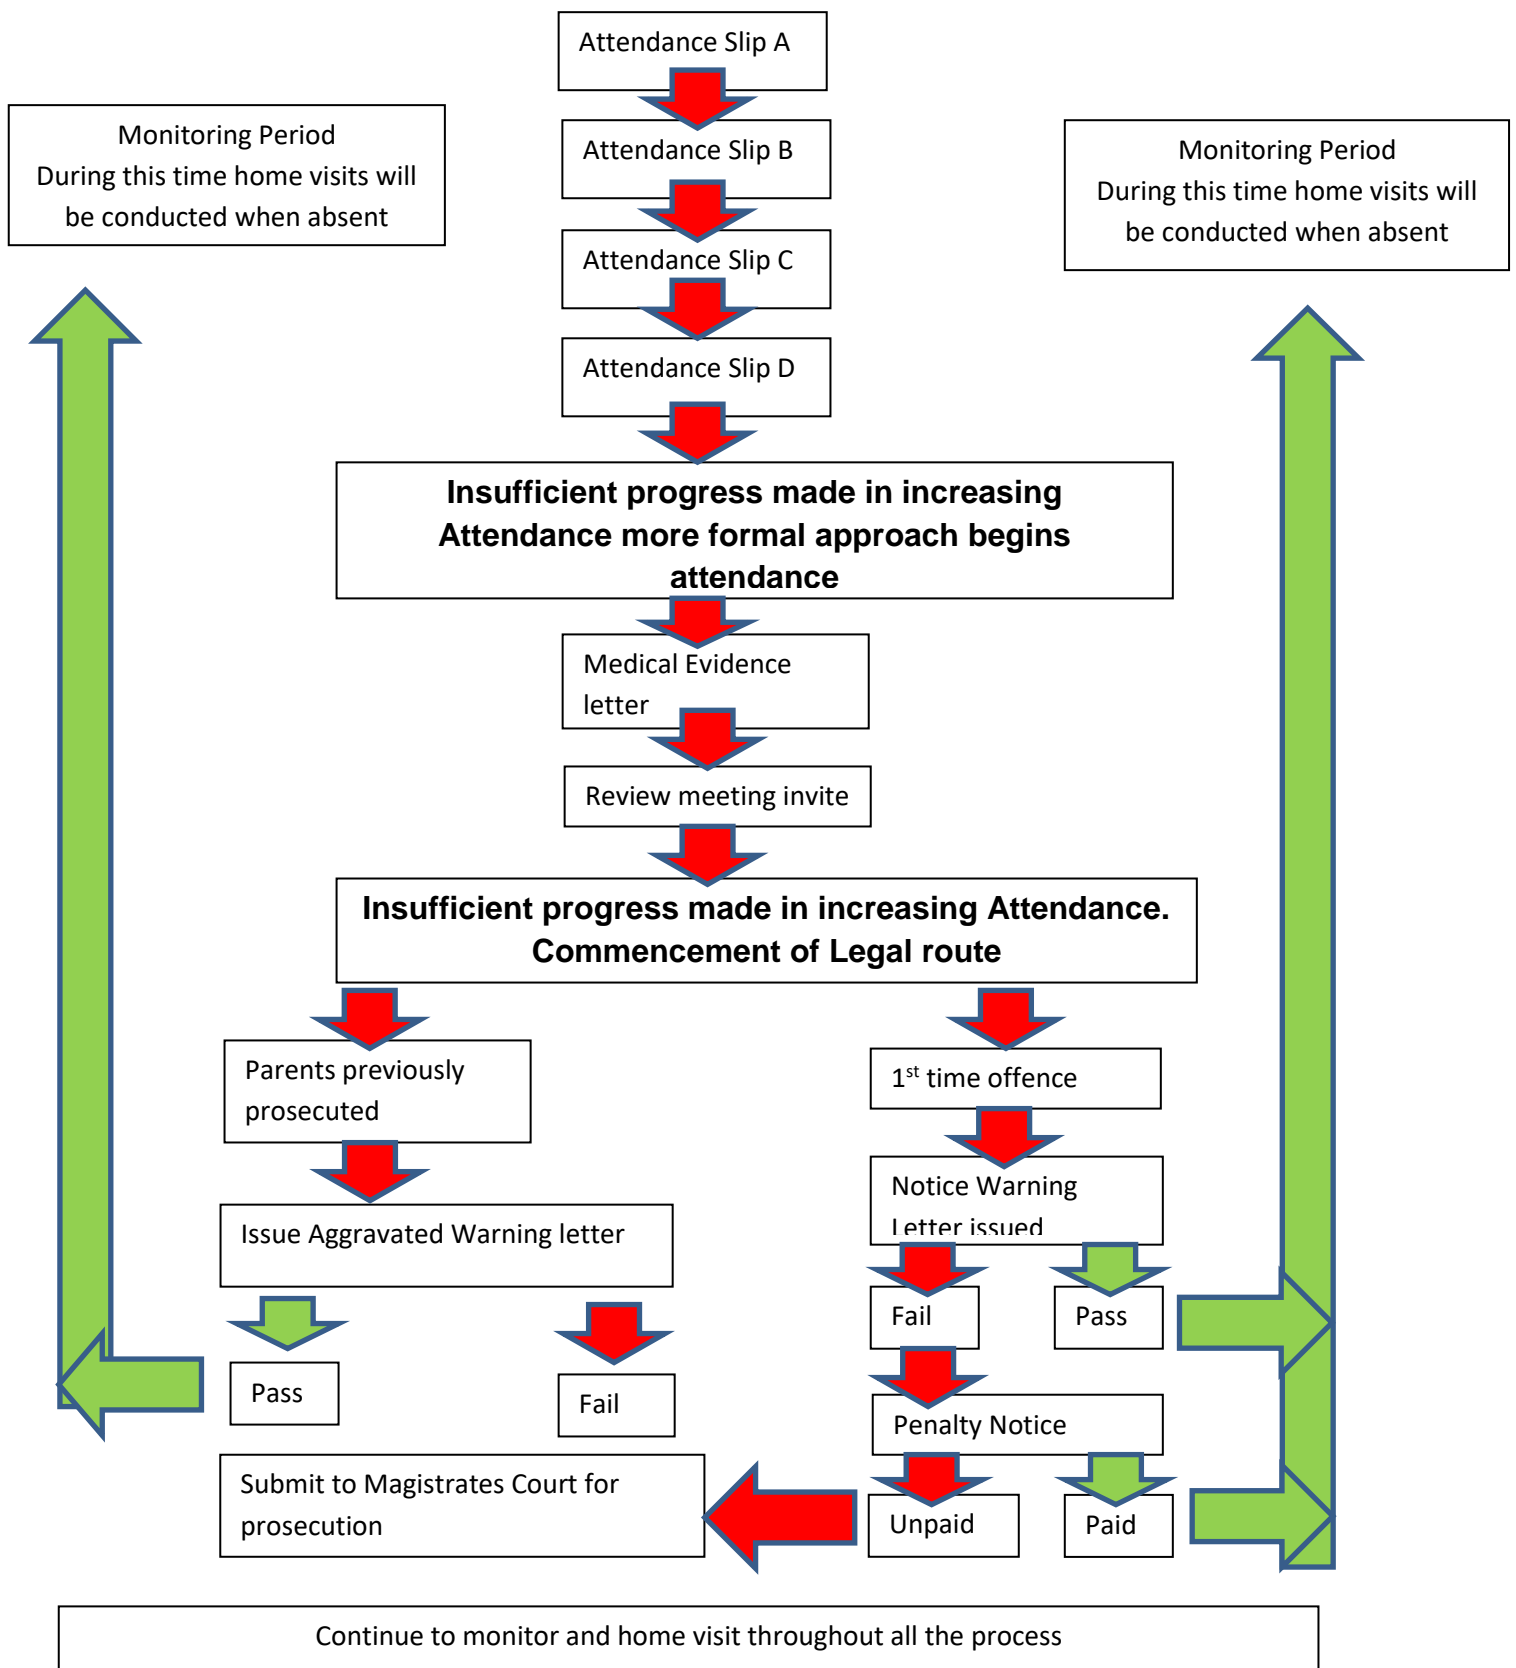 Attendance Slip A
Monitoring Period
During this time home visits will
be conducted when absent
Attendance Slip B
Monitoring Period
During this time home visits will
be conducted when absent
Attendance Slip C
Attendance Slip D
Insufficient progress made in increasing
Attendance more formal approach begins
attendance
Medical Evidence
letter
Review meeting invite
Insufficient progress made in increasing Attendance.
Commencement of Legal route
Parents previously
prosecuted
1st time offence
Issue Aggravated Warning letter
Notice Warning
Letter issued
Fail
Pass
Pass
Fail
Penalty Notice
Submit to Magistrates Court for
prosecution
Unpaid
Paid
Continue to monitor and home visit throughout all the process